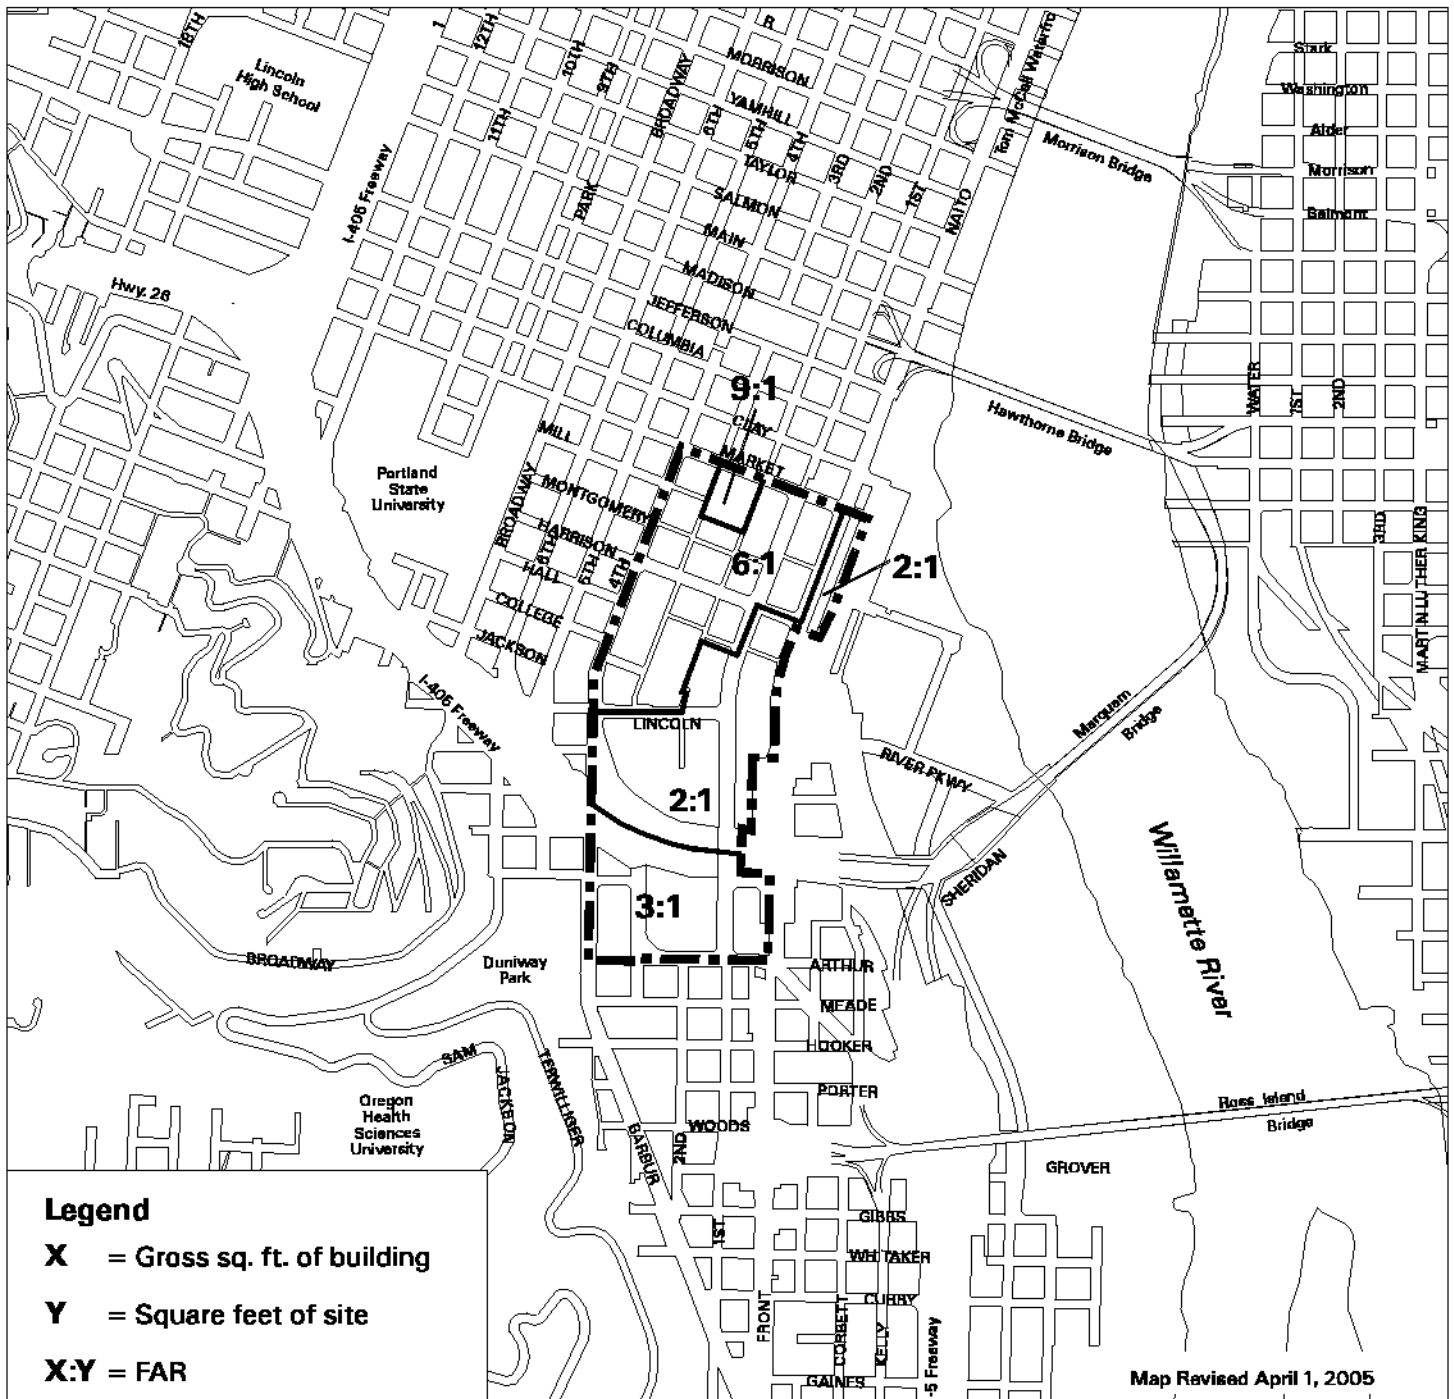 18TH
12TH
10TH
9TH
11TH
Lincoln
High School
I-405 Freeway
BROADWAY
MORRISON
YAMHILL
6TH
5TH
4TH
TAYLOR
3RD
2ND
1ST
NAITO
PARK
SALMON
MAIN
MADISON
JEFFERSON
COLUMBIA
Tom McCall Waterfro
Morrison Bridge
Stark
Washington
Alder
Morrison
Belmont
Hwy. 26
9:1
CLAY
MARKET
MILL
Hawthorne Bridge
WATER
1ST
2ND
Portland
State
University
BROADWAY
MONTGOMERY
HARRISON
6TH
5TH
4TH
HALL
COLLEGE
JACKSON
6:1
2:1
3RD
MARTIN LUTHER KING
I-405 Freeway
LINCOLN
2:1
Marquam
Bridge
RIVER PKWY
SHERIDAN
Willamette River
3:1
BROADWAY
Duniway
Park
ARTHUR
MEADE
HOOKER
PORTER
SAM
JACKSON
TERWILLIGER
Oregon
Health
Sciences
University
BARBUR
2ND
WOODS
Ross Island
Bridge
GROVER
GIBBS
1ST
WHITAKER
CURRY
FRONT
CORBETT
KELLY
-5 Freeway
GAINES
Legend
X = Gross sq. ft. of building
Y = Square feet of site
X:Y = FAR
Map Revised April 1, 2005